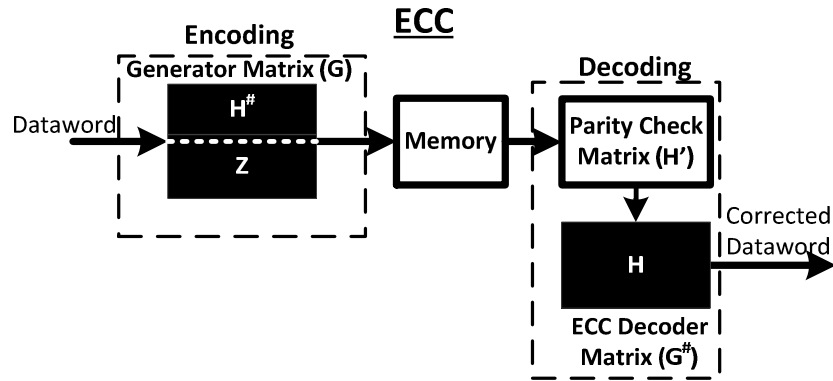 ECC
Encoding
Generator Matrix (G)
H#
Z
Dataword
Memory
Decoding
Parity Check
Matrix (H’)
H
ECC Decoder
Matrix (G#)
Corrected
Dataword